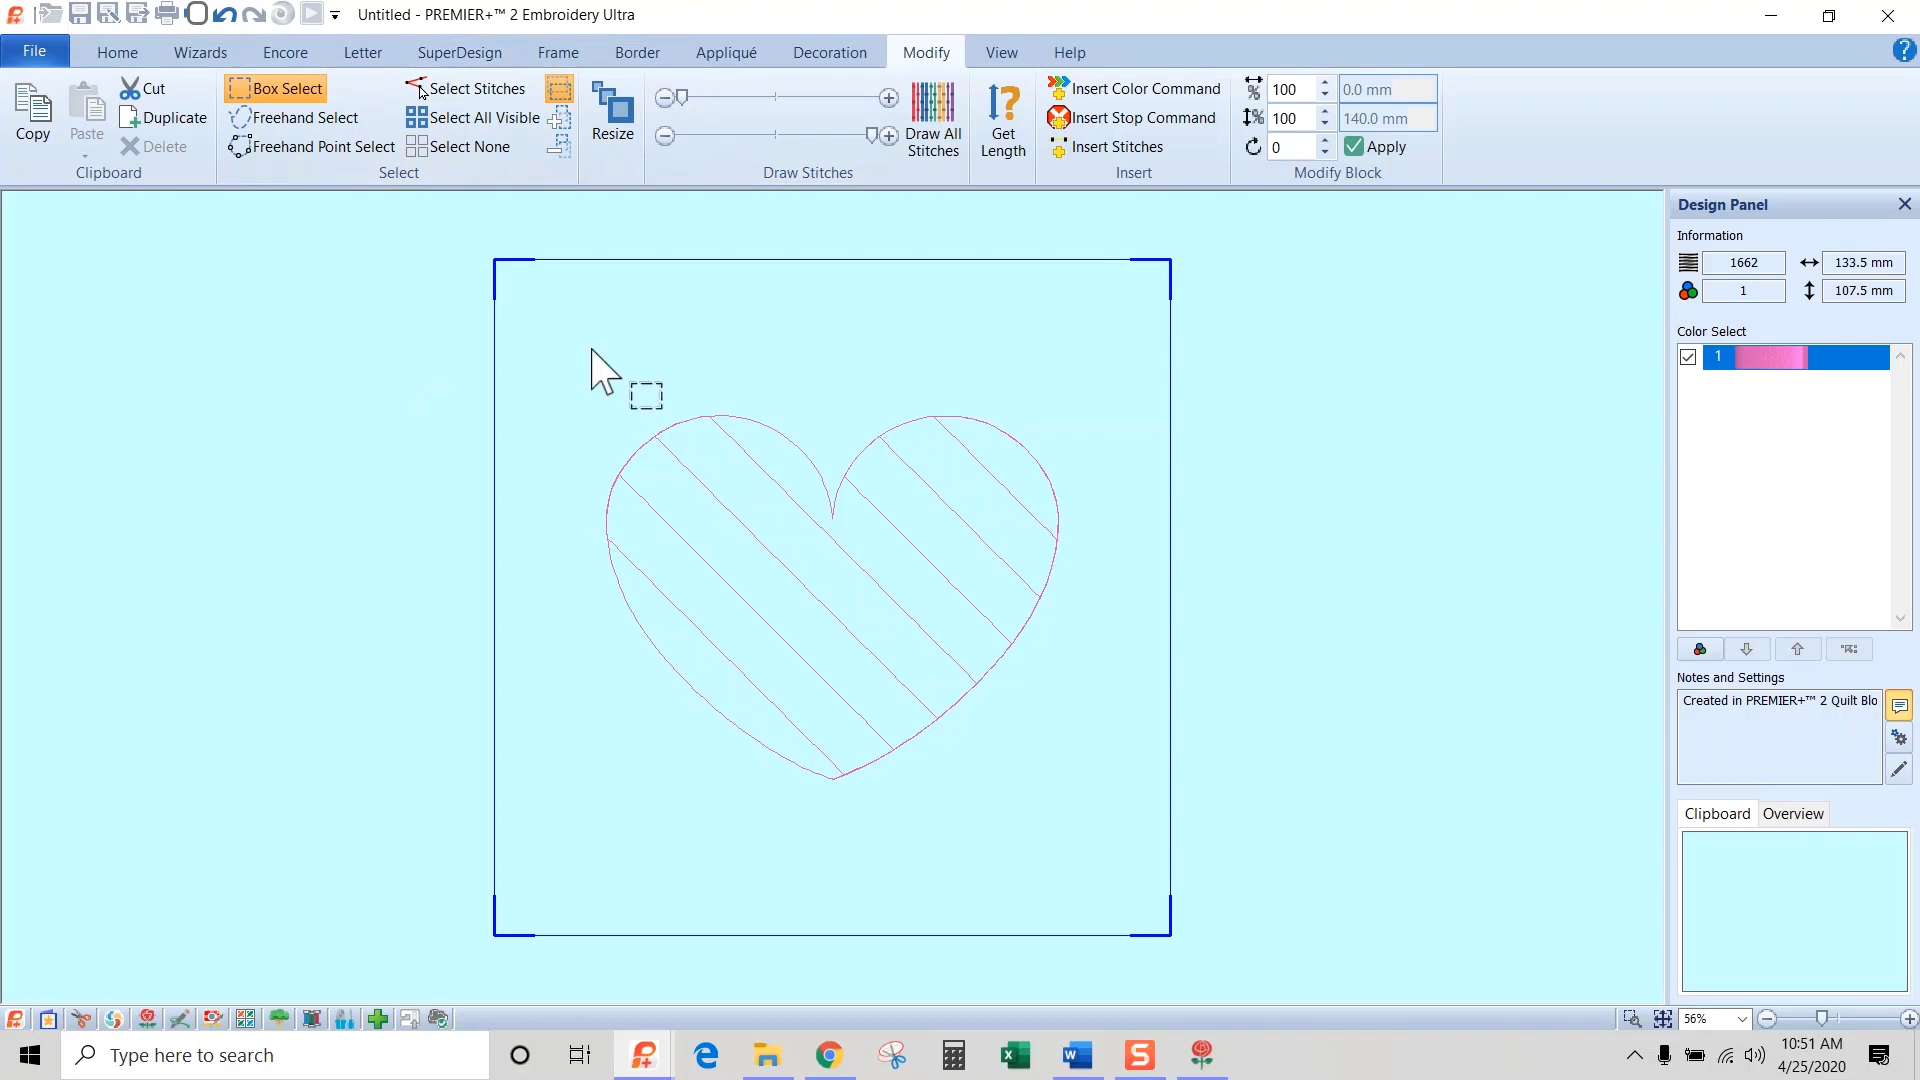 Untitled - PREMIER+™ 2 Embroidery Ultra
File Home Wizards Encore Letter SuperDesign Frame Border Appliqué Decoration Modify View Help
Copy
Paste
Cut
Duplicate
Delete
Clipboard
Box Select
Freehand Select
Freehand Point Select
Select Stitches
Select All Visible
Select None
Select
Resize
Draw All
Stitches
Draw Stitches
Get
Length
Insert Color Command
Insert Stop Command
Insert Stitches
Insert
% 100 0.0 mm
% 100 140.0 mm
0 Apply
Modify Block
Design Panel
Information
1662 133.5 mm
1 107.5 mm
Color Select
1
Notes and Settings
Created in PREMIER+™ 2 Quilt Blo
Clipboard Overview
56%
Type here to search
10:51 AM
4/25/2020